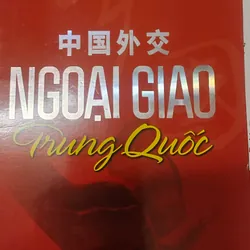 中国外交
NGOẠI GIAO
Trung Quốc